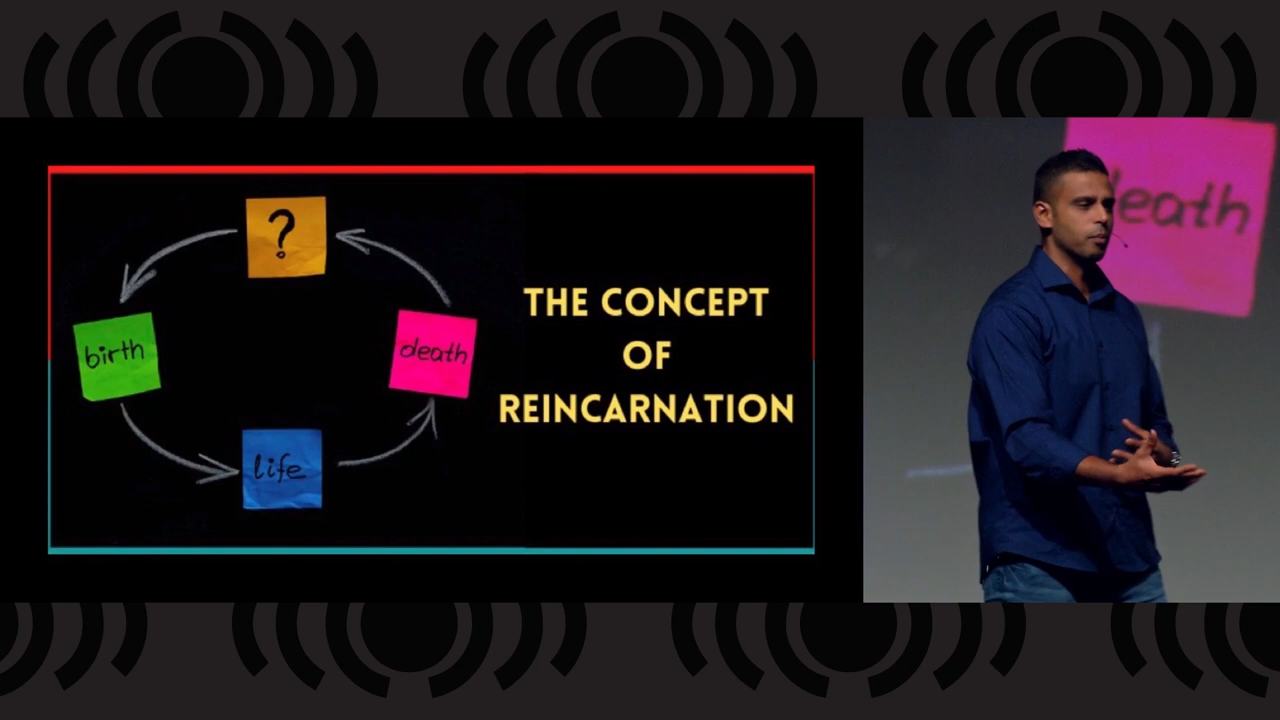 ?
birth
death
life
THE CONCEPT
OF
REINCARNATION
death